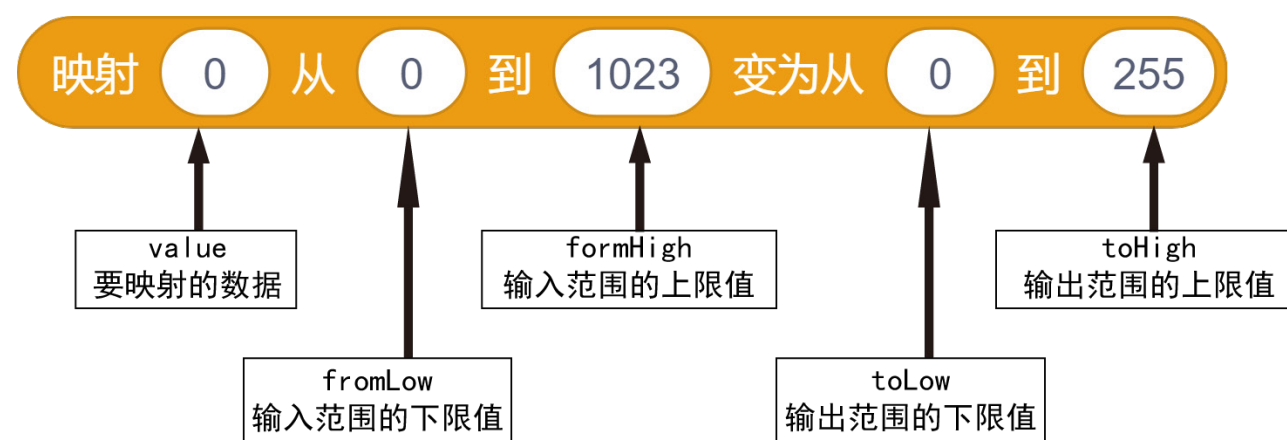 映射 0 从 0 到 1023 变为从 0 到 255
value
要映射的数据
formHigh
输入范围的上限值
toHigh
输出范围的上限值
fromLow
输入范围的下限值
toLow
输出范围的下限值